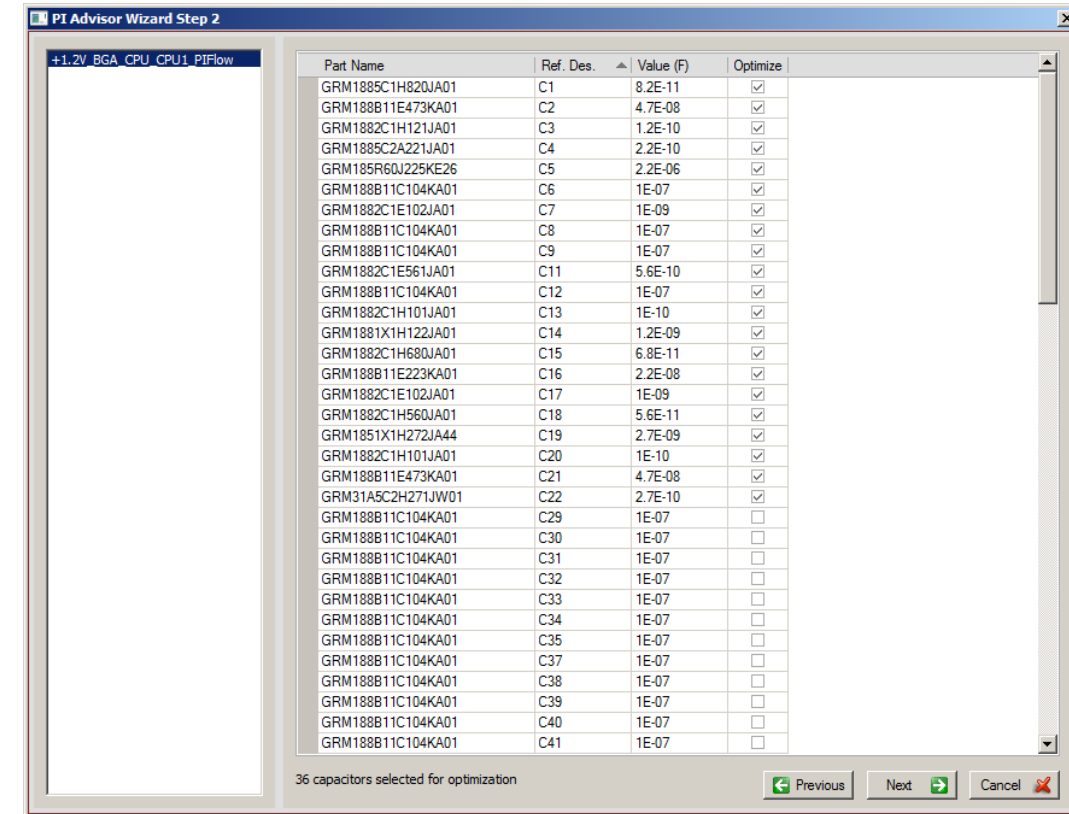 PI Advisor Wizard Step 2
+1.2V_BGA_CPU_CPU1_PIFlow
Part Name Ref. Des. Value (F) Optimize
GRM1885C1H820JA01 C1 8.2E-11
GRM188B11E473KA01 C2 4.7E-08
GRM1882C1H121JA01 C3 1.2E-10
GRM1885C2A221JA01 C4 2.2E-10
GRM185R60J225KE26 C5 2.2E-06
GRM188B11C104KA01 C6 1E-07
GRM1882C1E102JA01 C7 1E-09
GRM188B11C104KA01 C8 1E-07
GRM188B11C104KA01 C9 1E-07
GRM1882C1E561JA01 C11 5.6E-10
GRM188B11C104KA01 C12 1E-07
GRM1882C1H101JA01 C13 1E-10
GRM1881X1H122JA01 C14 1.2E-09
GRM1882C1H680JA01 C15 6.8E-11
GRM188B11E223KA01 C16 2.2E-08
GRM1882C1E102JA01 C17 1E-09
GRM1882C1H560JA01 C18 5.6E-11
GRM1851X1H272JA44 C19 2.7E-09
GRM1882C1H101JA01 C20 1E-10
GRM188B11E473KA01 C21 4.7E-08
GRM31A5C2H271JW01 C22 2.7E-10
GRM188B11C104KA01 C29 1E-07
GRM188B11C104KA01 C30 1E-07
GRM188B11C104KA01 C31 1E-07
GRM188B11C104KA01 C32 1E-07
GRM188B11C104KA01 C33 1E-07
GRM188B11C104KA01 C34 1E-07
GRM188B11C104KA01 C35 1E-07
GRM188B11C104KA01 C37 1E-07
GRM188B11C104KA01 C38 1E-07
GRM188B11C104KA01 C39 1E-07
GRM188B11C104KA01 C40 1E-07
GRM188B11C104KA01 C41 1E-07
36 capacitors selected for optimization
Previous Next Cancel